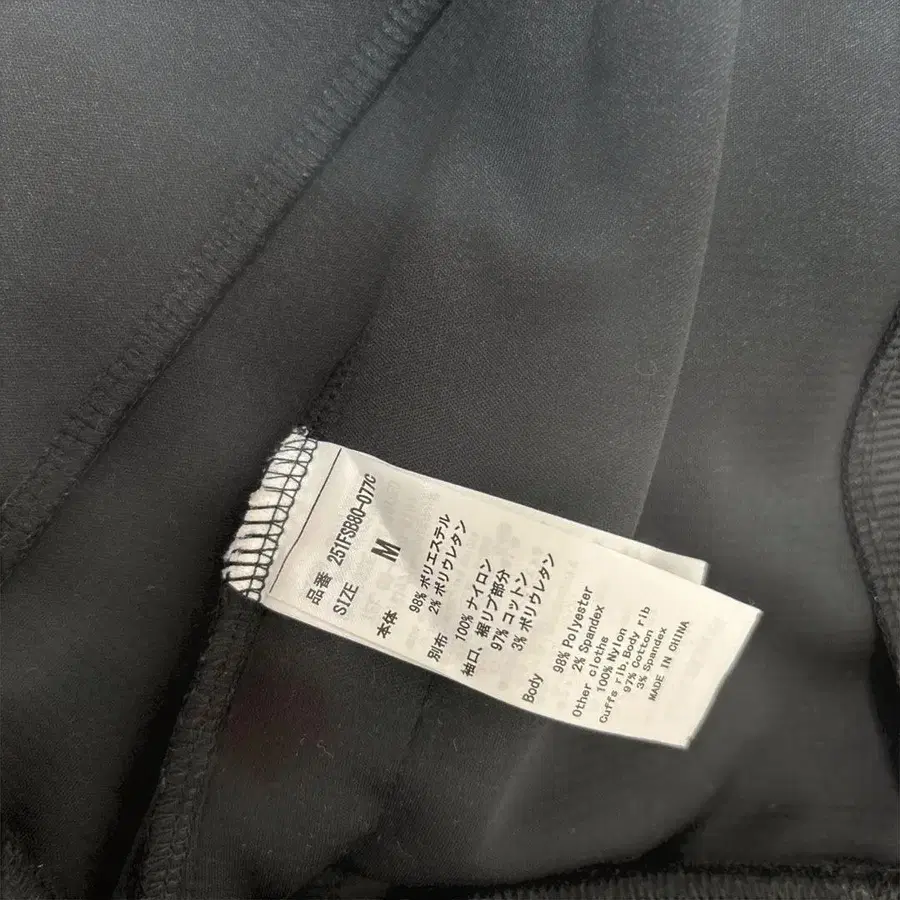 品番 251FSB80-077C
SIZE M
本体 98% ポリエステル
2% ポリウレタン
別布 100% ナイロン
袖口、裾リブ部分
97% コットン
3% ポリウレタン
Body 98% Polyester
2% Spandex
Other cloths
100% Nylon
Cuffs rib, Body rib
97% Cotton
3% Spandex
MADE IN CHINA